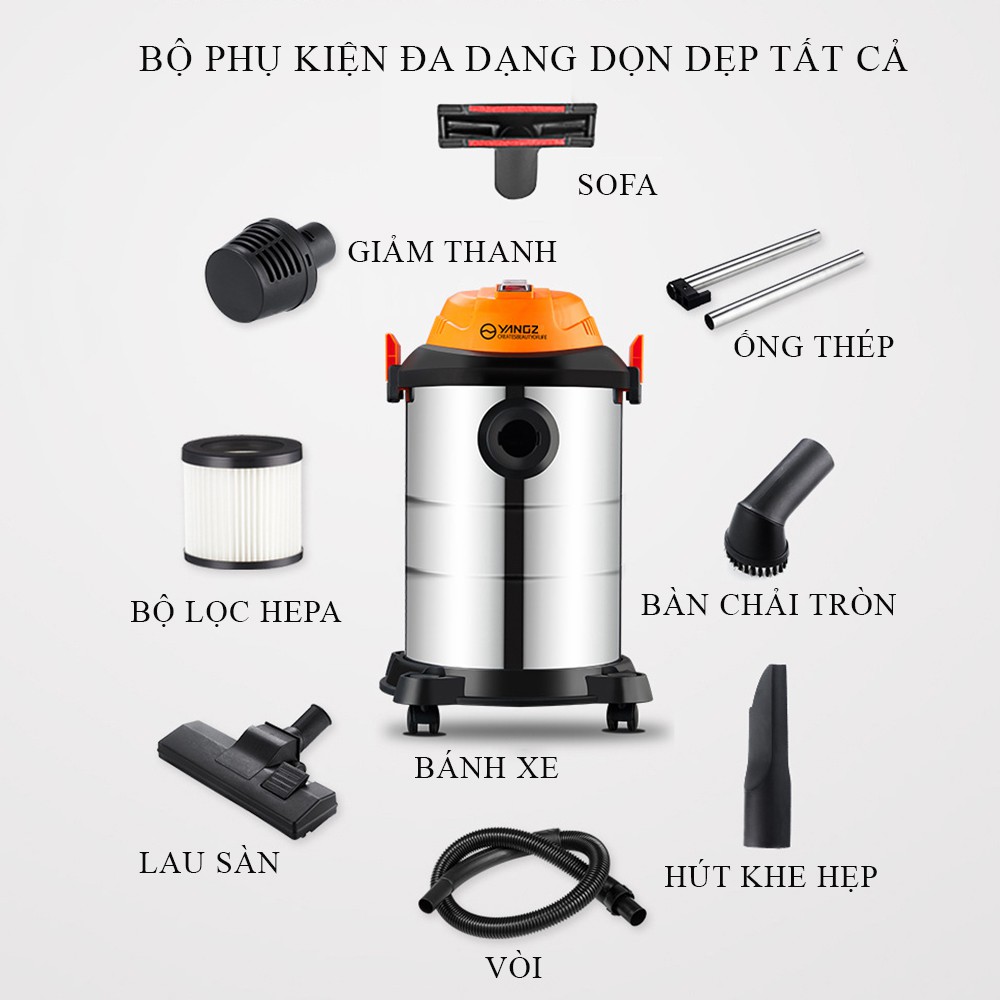 BỘ PHỤ KIỆN ĐA DẠNG DỌN DẸP TẤT CẢ
SOFA
GIẢM THANH
ỐNG THÉP
YANGZ
CREATESBEAUTYOFLIFE
BỘ LỌC HEPA
BÀN CHẢI TRÒN
BÁNH XE
LAU SÀN
HÚT KHE HẸP
VÒI